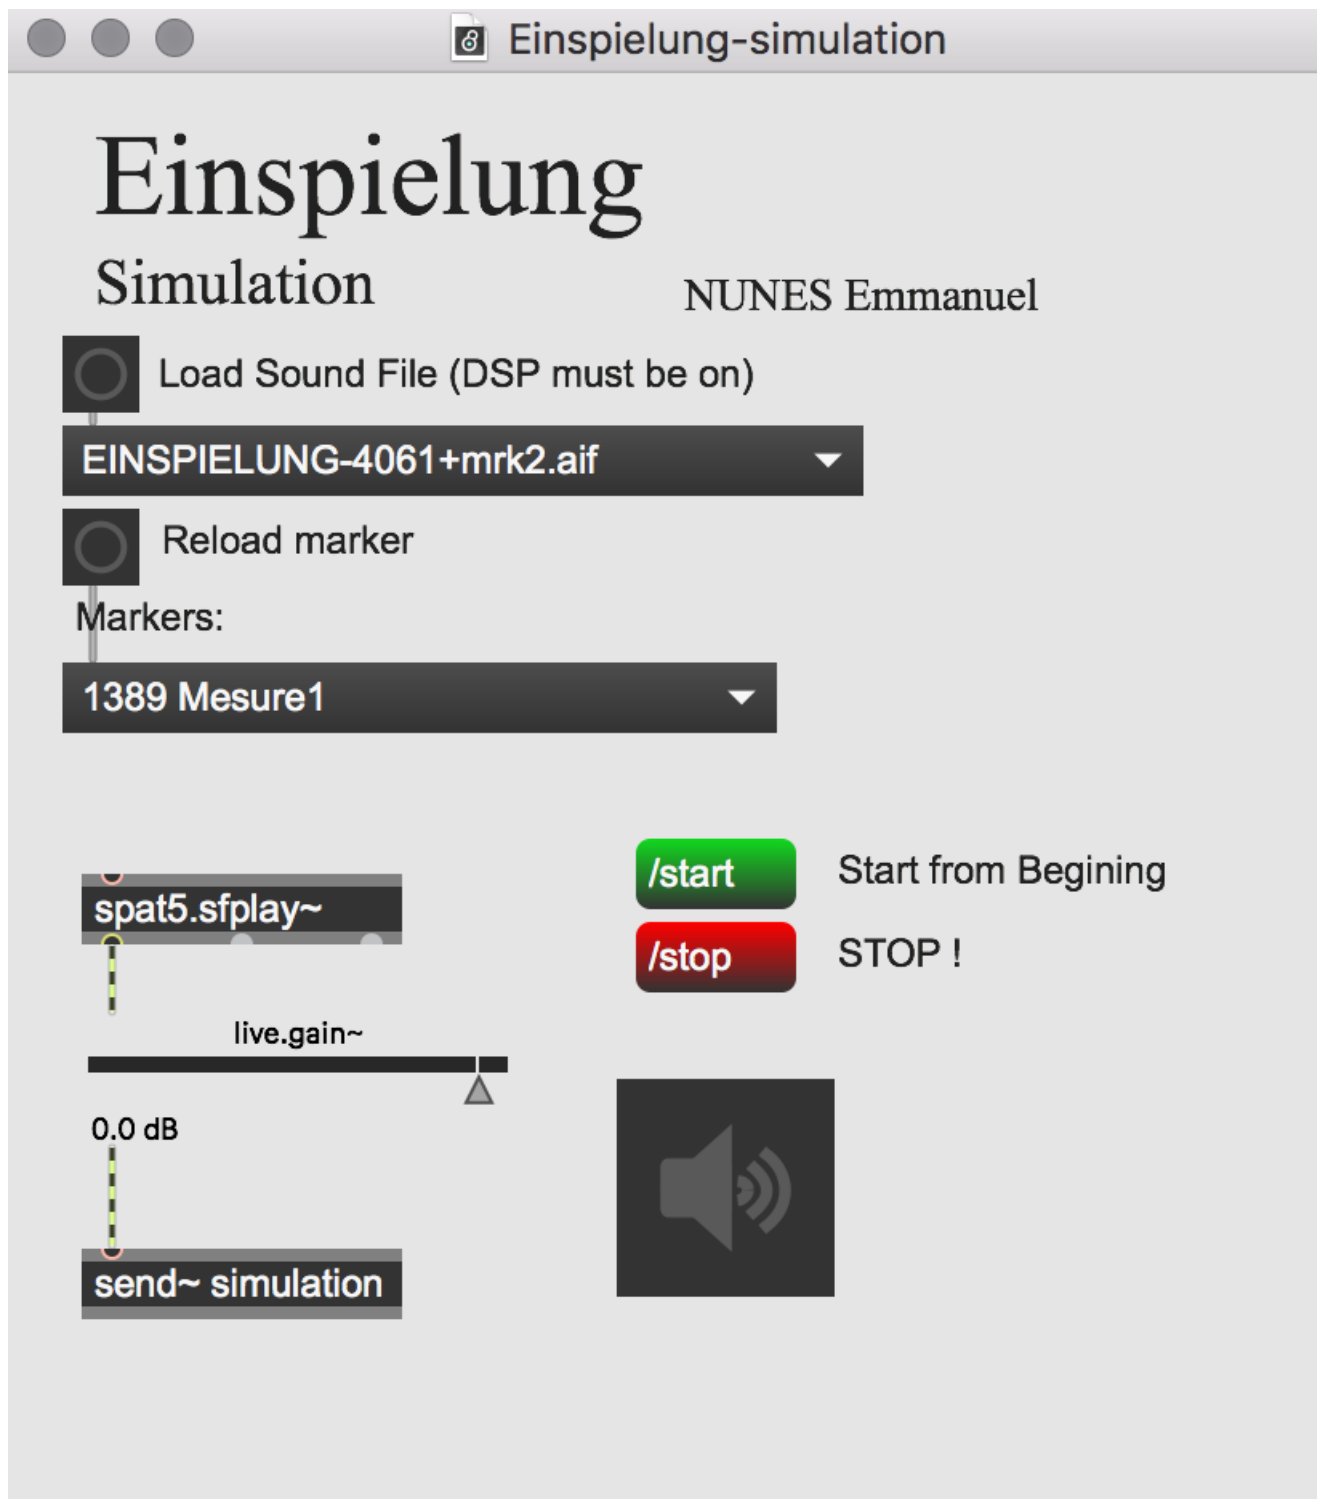 Einspielung-simulation
Einspielung
Simulation
NUNES Emmanuel
Load Sound File (DSP must be on)
EINSPIELUNG-4061+mrk2.aif
Reload marker
Markers:
1389 Mesure1
/start
Start from Begining
spat5.sfplay~
/stop
STOP !
live.gain~
0.0 dB
send~ simulation